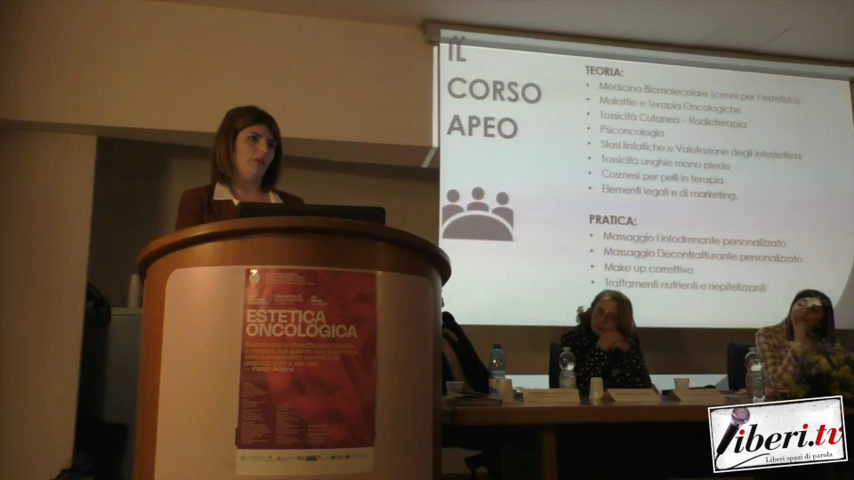 IL
CORSO
APEO
TEORIA:
• Medicina Biomolecolare (cenni per l'estetista)
• Malattie e Terapia Oncologiche
• Tossicità Cutanea – Radioterapia
• Psiconcologia
• Stasi linfatiche e Valutazione degli inestetismi
• Tossicità unghie mano piede
• Cosmesi per pelli in terapia
• Elementi legali e di marketing.
PRATICA:
• Massaggio Linfodrenante personalizzato
• Massaggio Decontratturante personalizzato
• Make up correttivo
• Trattamenti nutrienti e riepitelizzanti
ESTETICA
ONCOLOGICA
Patch Adams
liberi.tv
Liberi spazi di parola